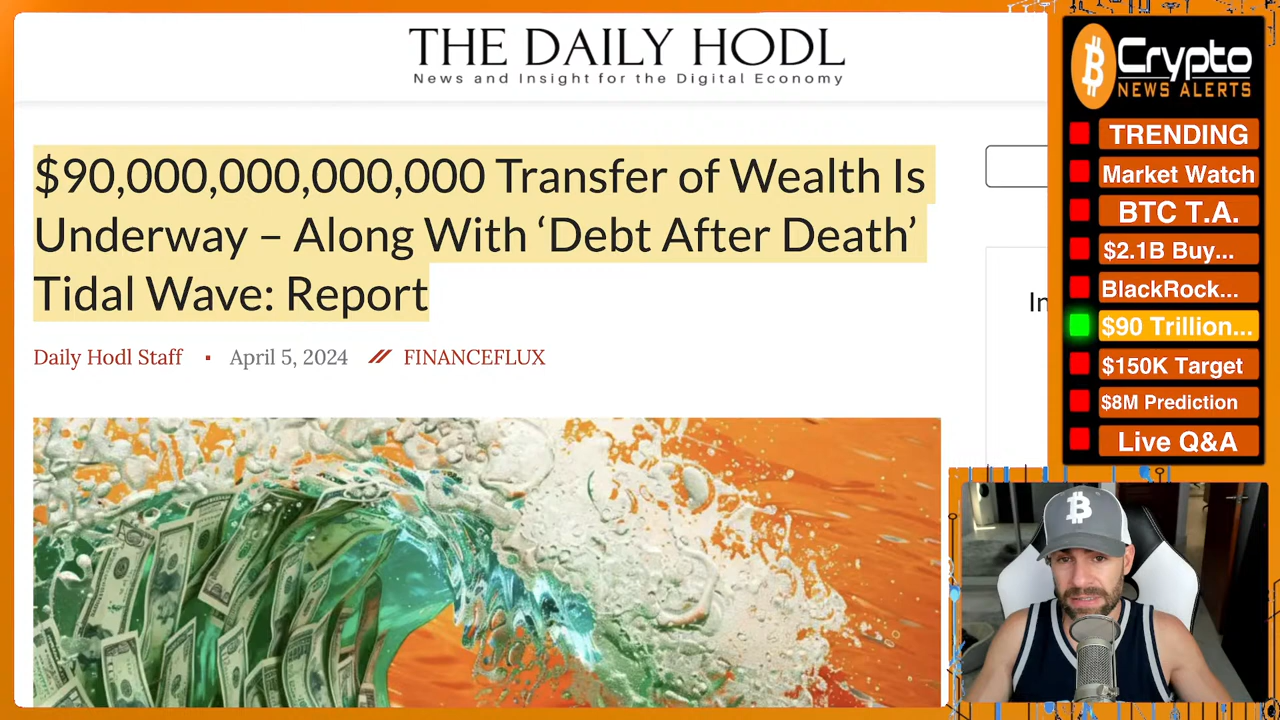 THE DAILY HODL
News and Insight for the Digital Economy
$90,000,000,000,000 Transfer of Wealth Is
Underway – Along With ‘Debt After Death’
Tidal Wave: Report
Daily Hodl Staff • April 5, 2024 // FINANCEFLUX
In
Crypto
NEWS ALERTS
TRENDING
Market Watch
BTC T.A.
$2.1B Buy...
BlackRock...
$90 Trillion...
$150K Target
$8M Prediction
Live Q&A